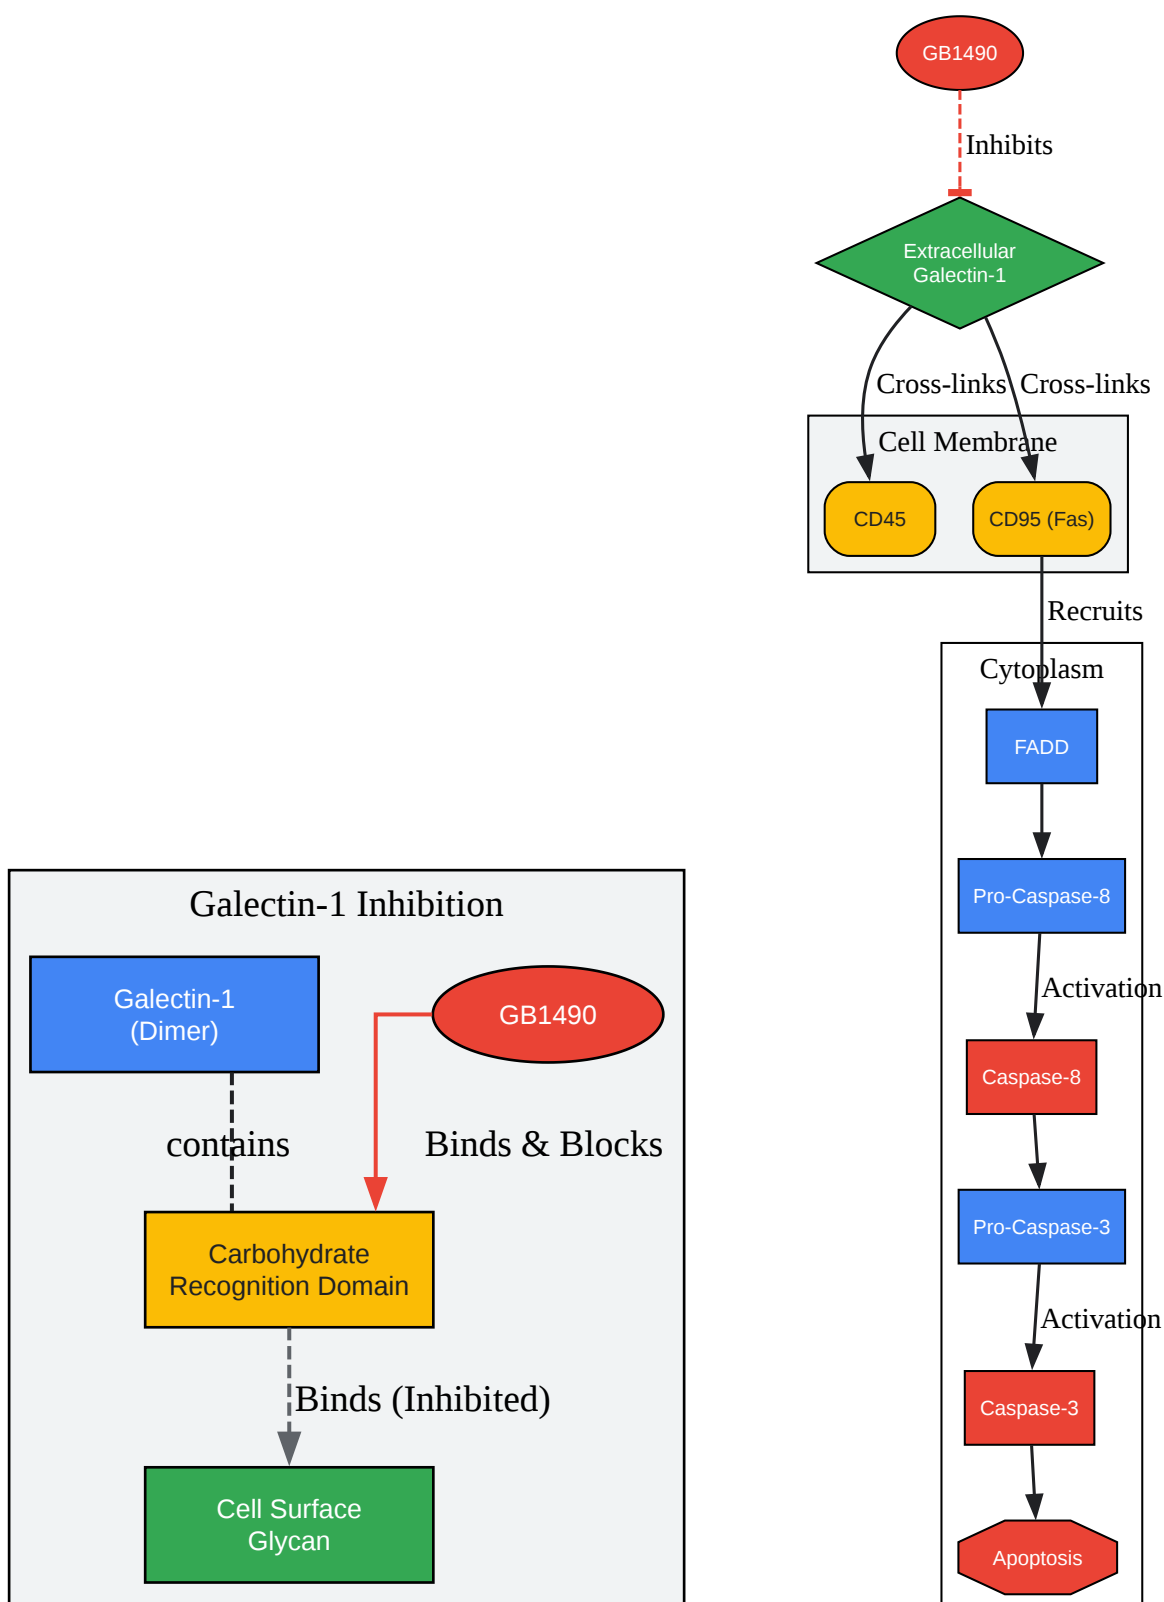 GB1490
Inhibits
Extracellular
Galectin-1
Cross-links
Cross-links
Cell Membrane
CD45
CD95 (Fas)
Recruits
Cytoplasm
FADD
Pro-Caspase-8
Activation
Caspase-8
Pro-Caspase-3
Activation
Caspase-3
Apoptosis
Galectin-1 Inhibition
Galectin-1
(Dimer)
GB1490
contains
Binds & Blocks
Carbohydrate
Recognition Domain
Binds (Inhibited)
Cell Surface
Glycan